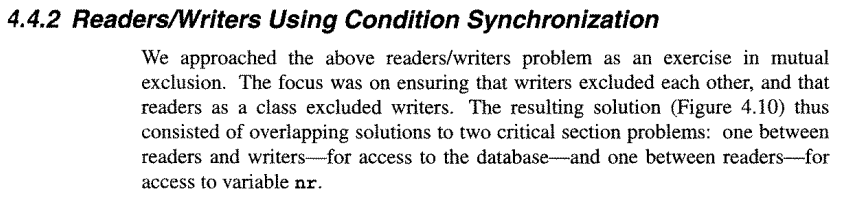 4.4.2 Readers/Writers Using Condition Synchronization
We approached the above readers/writers problem as an exercise in mutual
exclusion. The focus was on ensuring that writers excluded each other, and that
readers as a class excluded writers. The resulting solution (Figure 4.10) thus
consisted of overlapping solutions to two critical section problems: one between
readers and writers—for access to the database—and one between readers—for
access to variable nr.